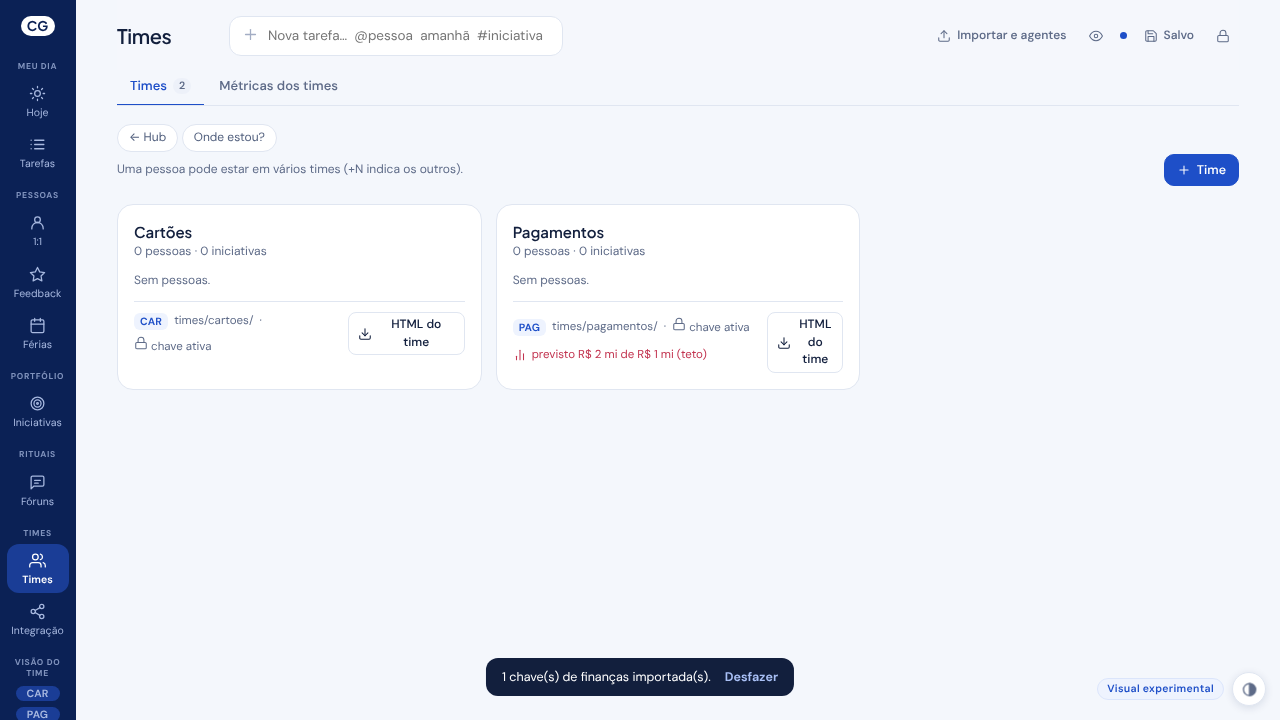 CG
Times
Nova tarefa... @pessoa amanhã #iniciativa
Importar e agentes
Salvo
MEU DIA
Hoje
Tarefas
PESSOAS
1:1
Feedback
Férias
PORTFÓLIO
Iniciativas
RITUAIS
Fóruns
TIMES
Times
Integração
VISÃO DO
TIME
CAR
PAG
Times 2
Métricas dos times
← Hub
Onde estou?
Uma pessoa pode estar em vários times (+N indica os outros).
+ Time
Cartões
0 pessoas · 0 iniciativas
Sem pessoas.
CAR times/cartoes/ ·
chave ativa
HTML do
time
Pagamentos
0 pessoas · 0 iniciativas
Sem pessoas.
PAG times/pagamentos/ · chave ativa
previsto R$ 2 mi de R$ 1 mi (teto)
HTML
do
time
1 chave(s) de finanças importada(s). Desfazer
Visual experimental